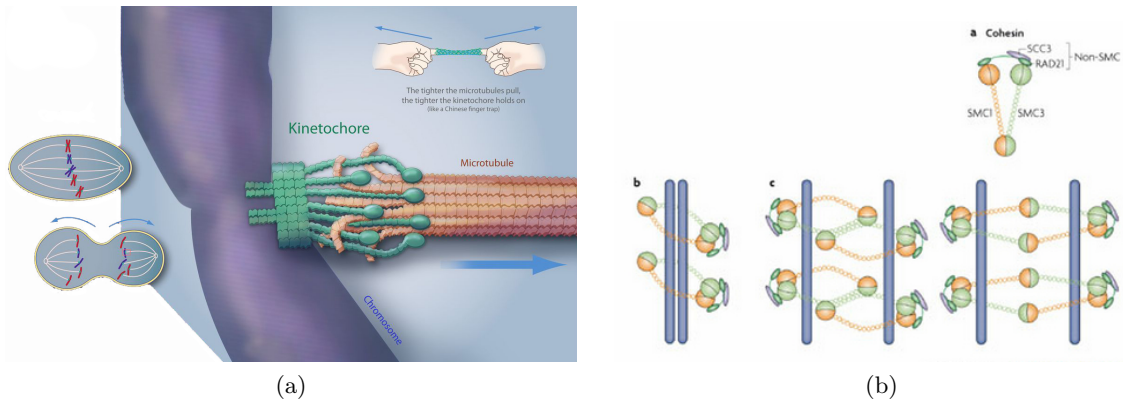 The tighter the microtubules pull,
the tighter the kinetochore holds on
(like a Chinese finger trap)
Kinetochore
Microtubule
Chromosome
(a)
a Cohesin
SCC3
RAD21
Non-SMC
SMC1
SMC3
b
c
(b)